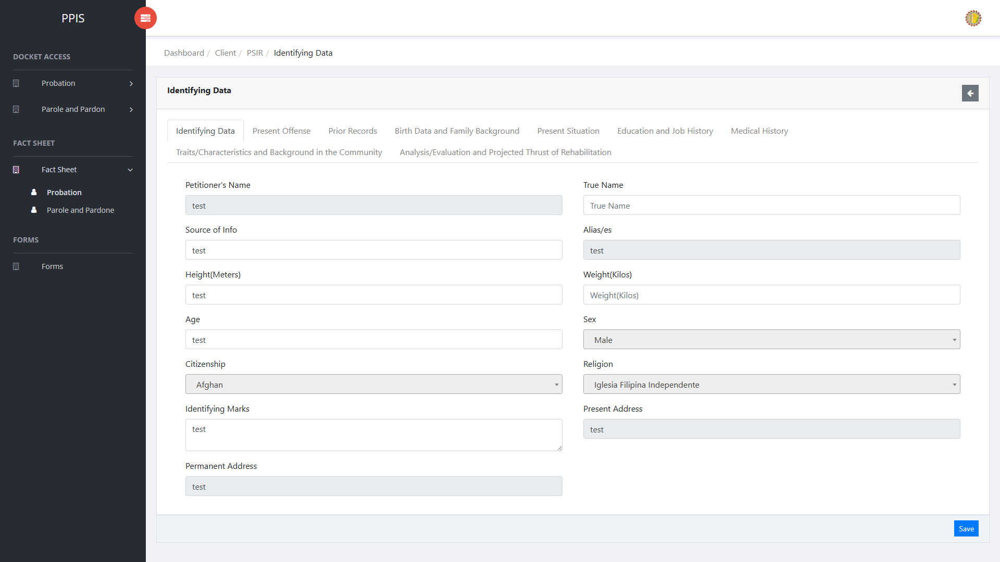 PPIS
DOCKET ACCESS
Probation
Parole and Pardon
FACT SHEET
Fact Sheet
Probation
Parole and Pardone
FORMS
Forms
Dashboard / Client / PSIR / Identifying Data
Identifying Data
Identifying Data Present Offense Prior Records Birth Data and Family Background Present Situation Education and Job History Medical History
Traits/Characteristics and Background in the Community Analysis/Evaluation and Projected Thrust of Rehabilitation
Petitioner's Name
test
True Name
True Name
Source of Info
test
Alias/es
test
Height(Meters)
test
Weight(Kilos)
Weight(Kilos)
Age
test
Sex
Male
Citizenship
Afghan
Religion
Iglesia Filipina Independente
Identifying Marks
test
Present Address
test
Permanent Address
test
Save